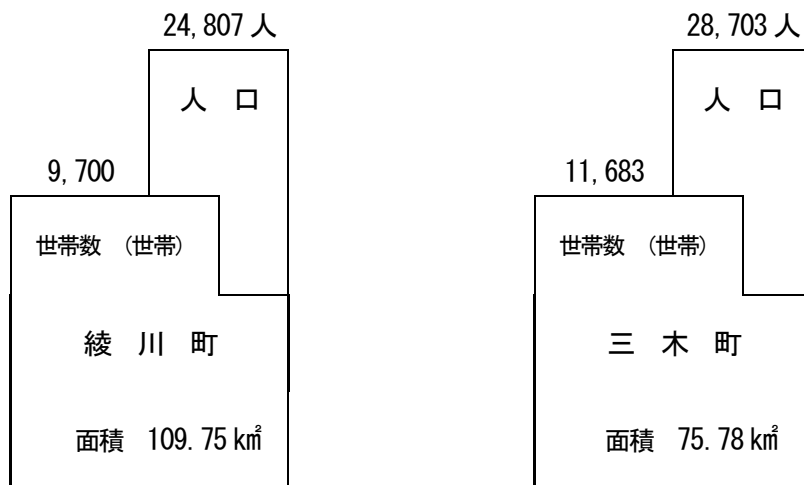 24,807 人
人 口
9,700
世帯数 (世帯)
綾 川 町
面積 109.75 k㎡
28,703 人
人 口
11,683
世帯数 (世帯)
三 木 町
面積 75.78 k㎡